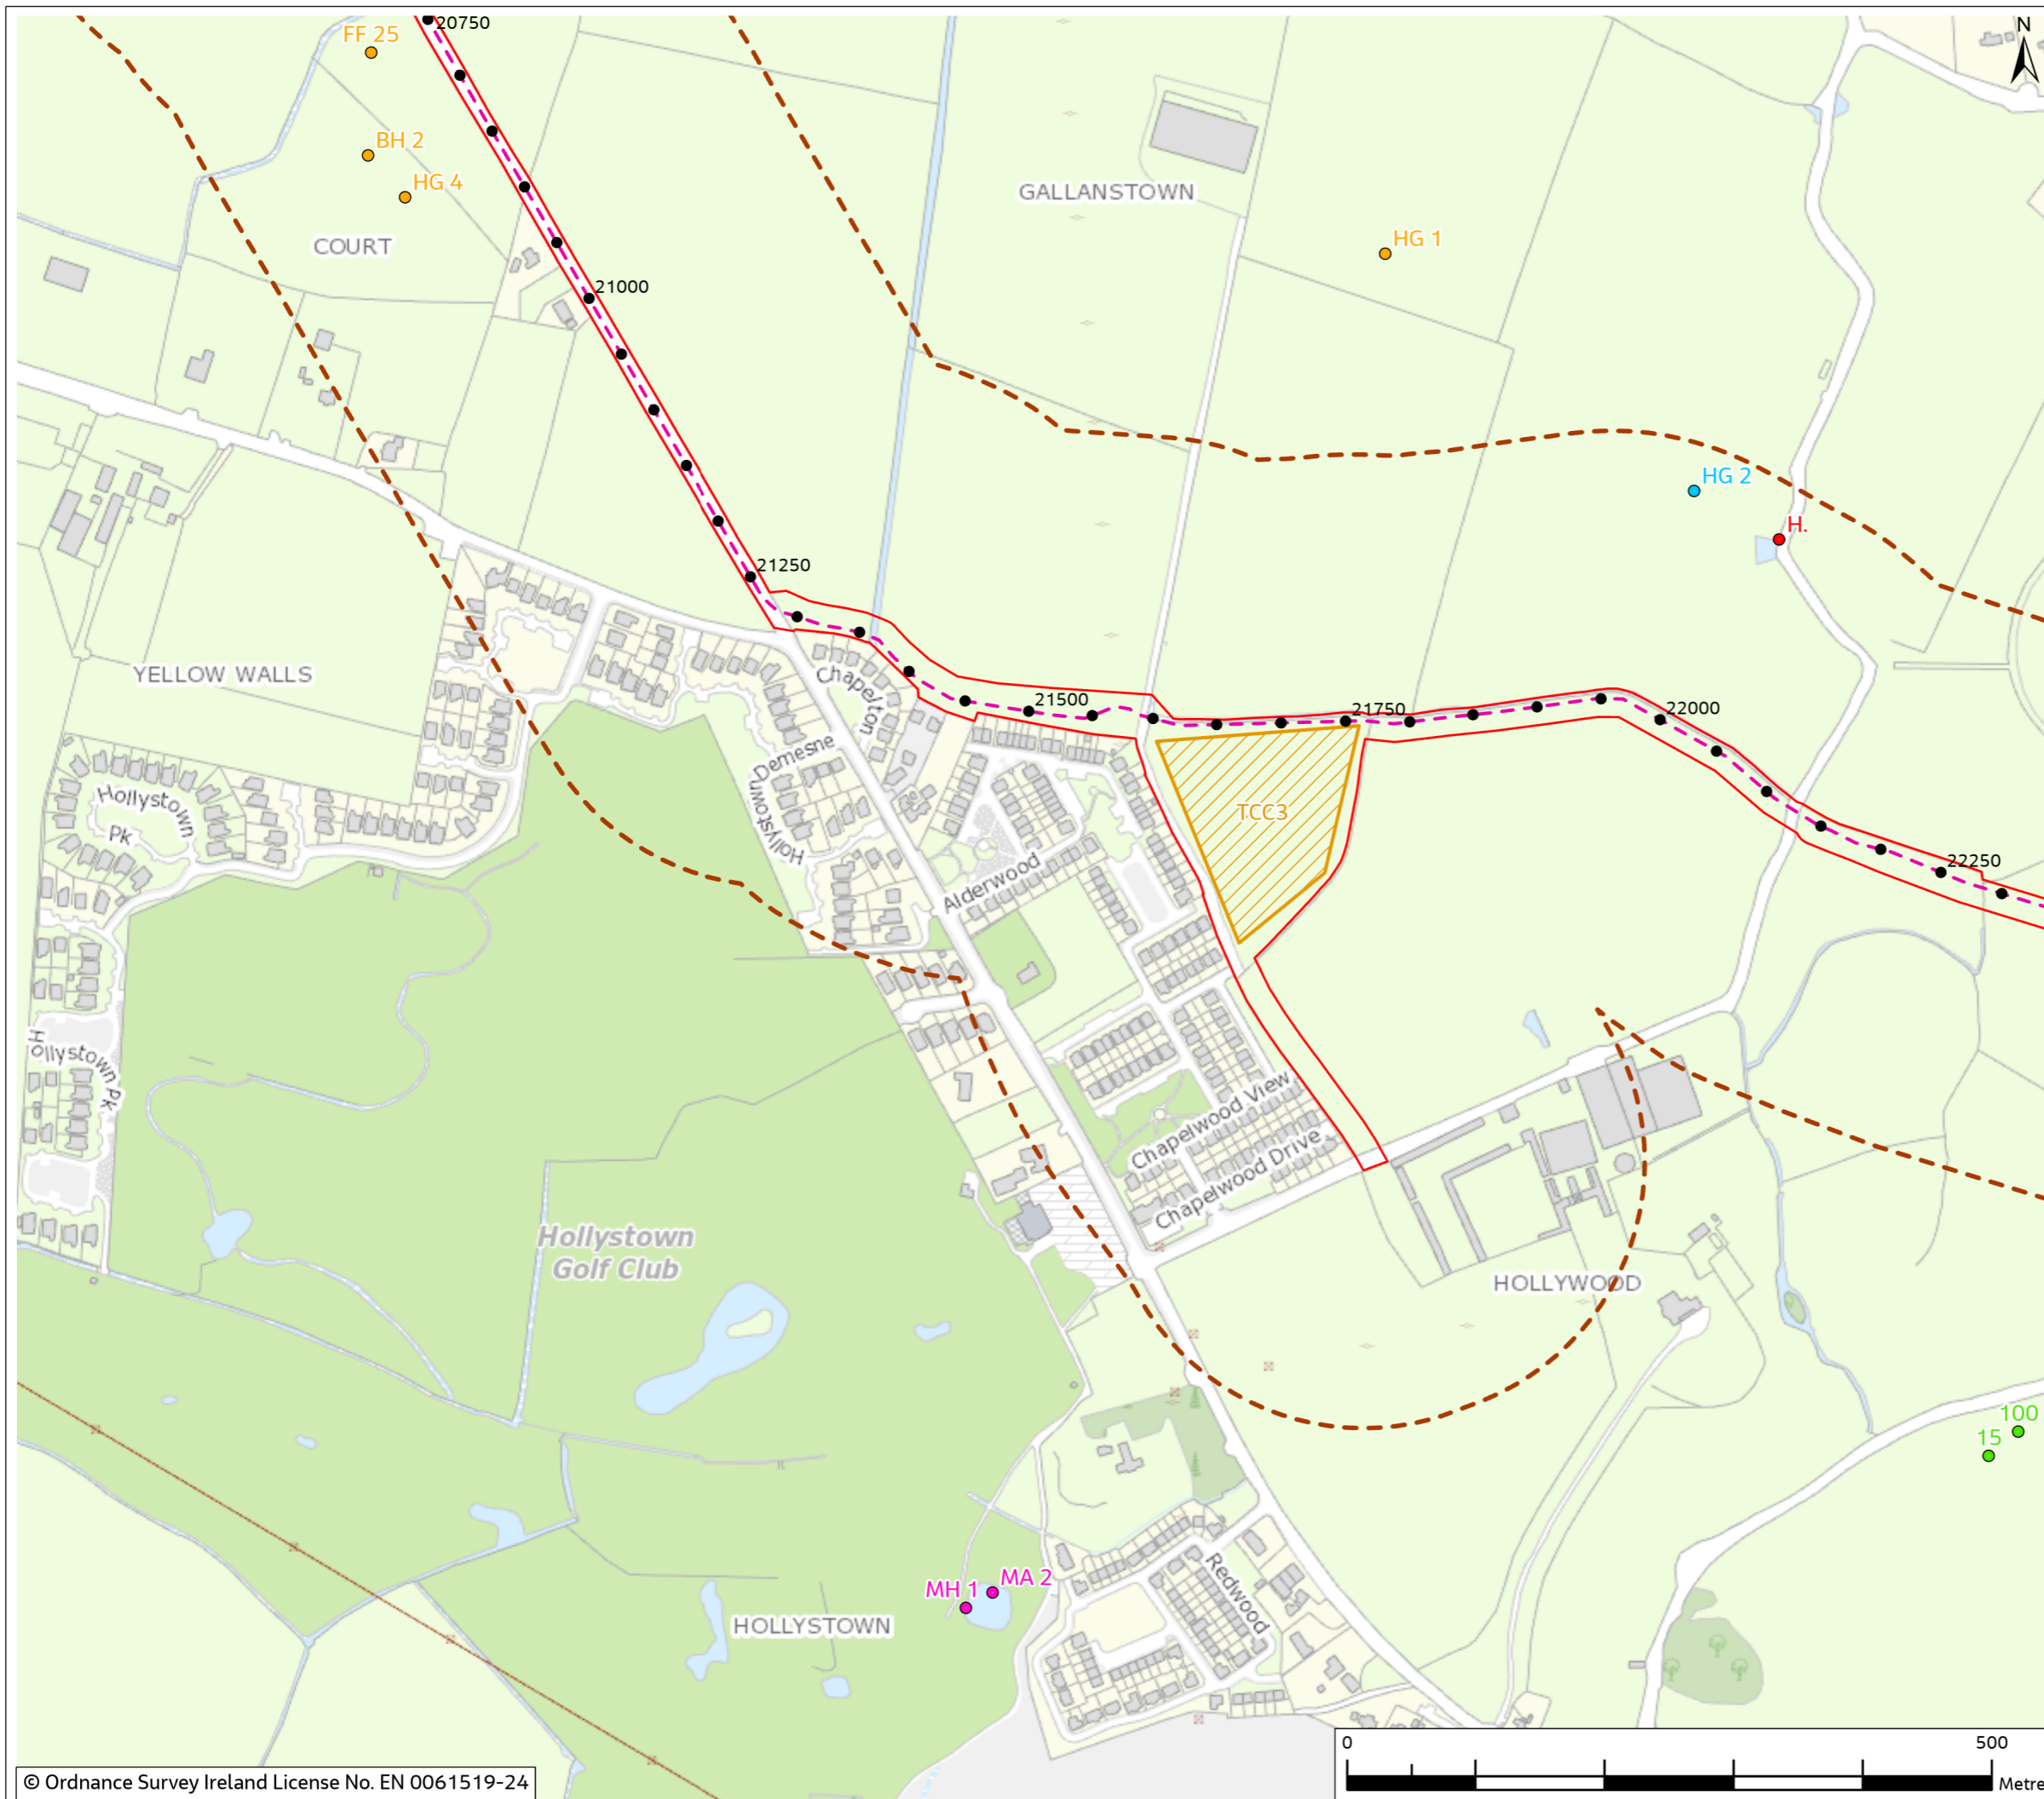 20750
N
FF 25
BH 2
HG 4
GALLANSTOWN
COURT
HG 1
21000
HG 2
H.
21250
YELLOW WALLS
Chapelton
21500
21750
22000
Demesne
Hollystown
Hollystown
Pk
TCC3
22250
Alderwood
Hollystown Pk
Chapelwood View
Chapelwood Drive
Hollystown
Golf Club
HOLLYWOOD
100
15
MH 1
MA 2
Redwood
HOLLYSTOWN
0
500
Metre
© Ordnance Survey Ireland License No. EN 0061519-24